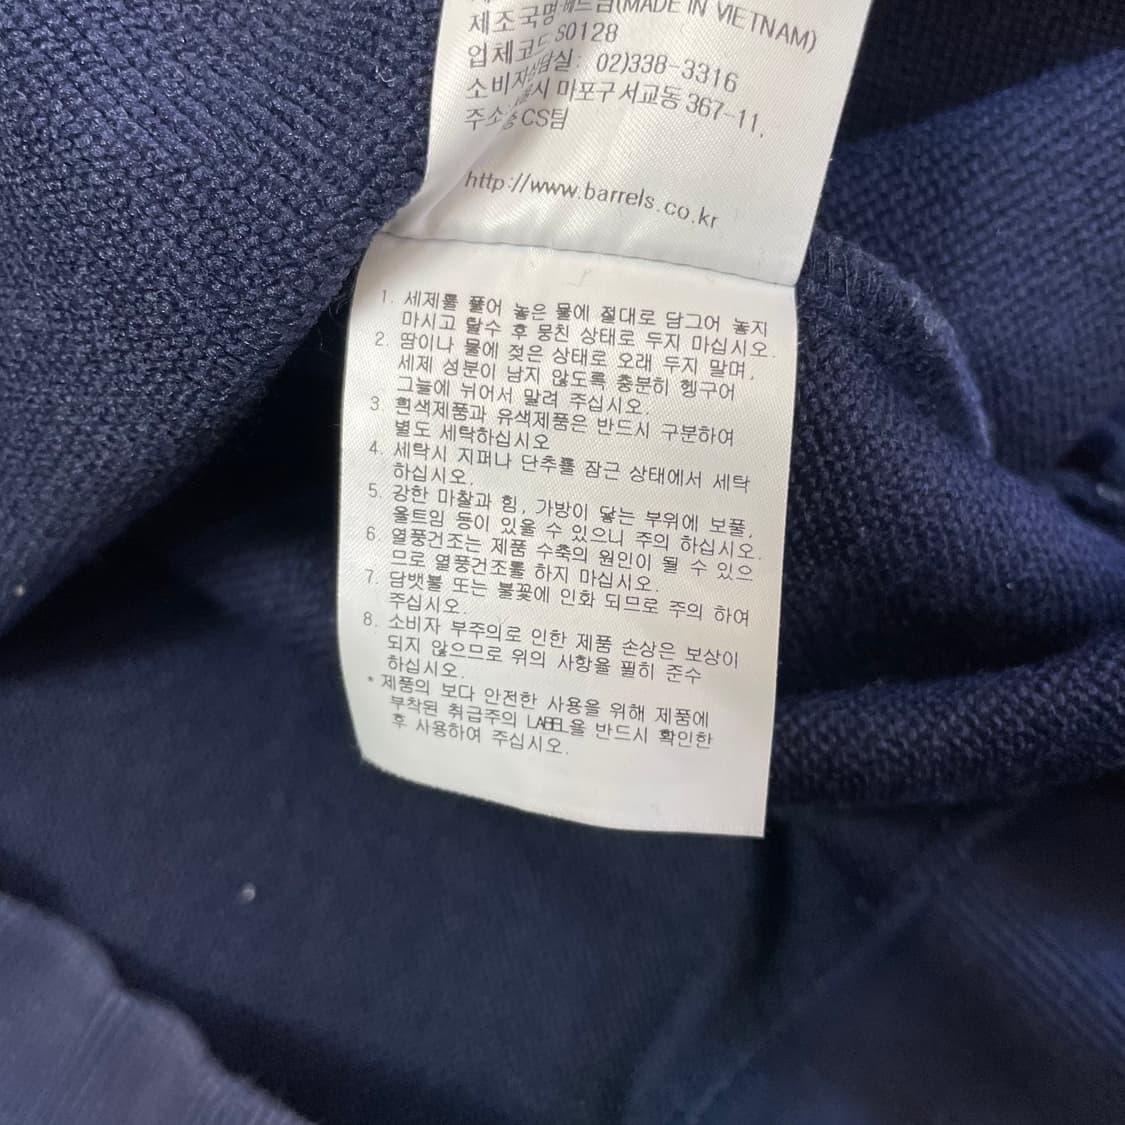 제조국명:베트남(MADE IN VIETNAM)
업체코드 S0128
소비자상담실: 02)338-3316
주소 시 마포구 서교동 367-11,
CS팀
http://www.barrels.co.kr
1. 세제를 풀어 놓은 물에 절대로 담그어 놓지
마시고 탈수 후 뭉친 상태로 두지 마십시오.
2. 땀이나 물에 젖은 상태로 오래 두지 말며,
세제 성분이 남지 않도록 충분히 헹구어
그늘에 뉘어서 말려 주십시오.
3. 흰색제품과 유색제품은 반드시 구분하여
별도 세탁하십시오
4. 세탁시 지퍼나 단추를 잠근 상태에서 세탁
하십시오.
5. 강한 마찰과 힘, 가방이 닿는 부위에 보풀,
올트임 등이 있을 수 있으니 주의 하십시오.
6. 열풍건조는 제품 수축의 원인이 될 수 있으
므로 열풍건조를 하지 마십시오.
7. 담뱃불 또는 불꽃에 인화 되므로 주의 하여
주십시오.
8. 소비자 부주의로 인한 제품 손상은 보상이
되지 않으므로 위의 사항을 필히 준수
하십시오.
* 제품의 보다 안전한 사용을 위해 제품에
부착된 취급주의 LABEL을 반드시 확인한
후 사용하여 주십시오.